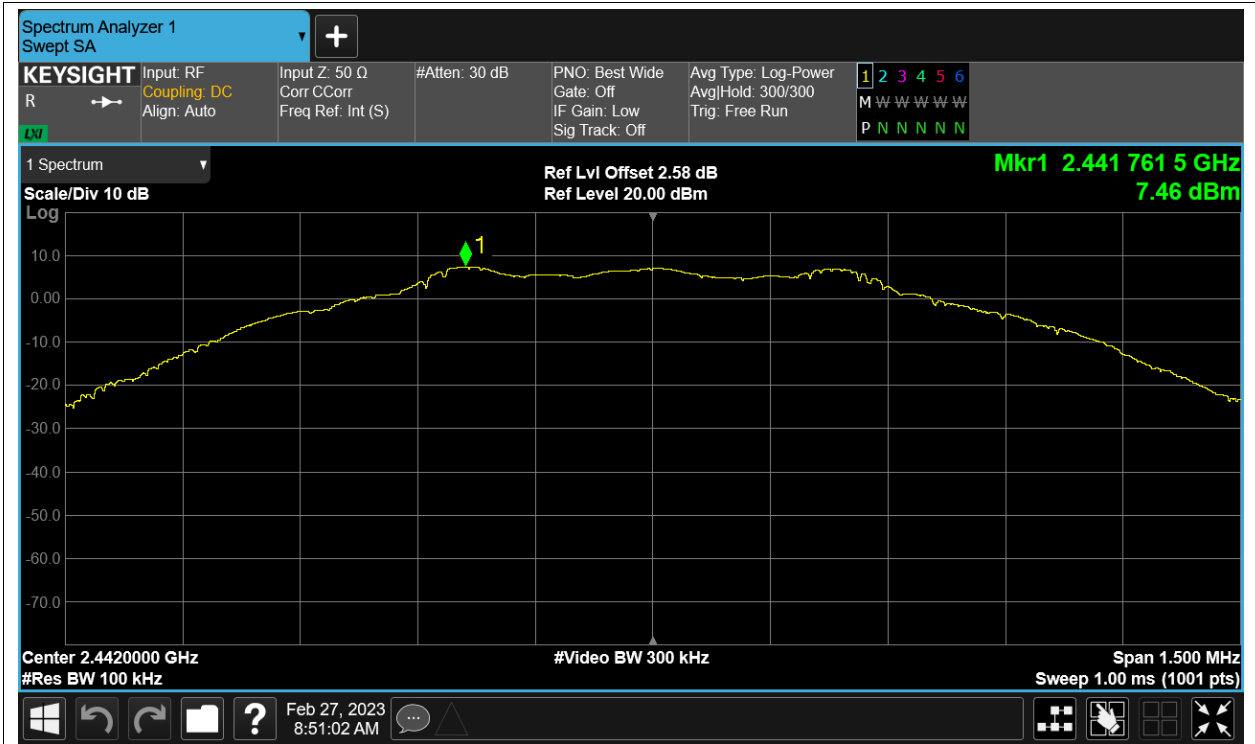 Spectrum Analyzer 1
Swept SA
+
KEYSIGHT
R
LXI
Input: RF
Coupling: DC
Align: Auto
Input Z: 50 Ω
Corr CCorr
Freq Ref: Int (S)
#Atten: 30 dB
PNO: Best Wide
Gate: Off
IF Gain: Low
Sig Track: Off
Avg Type: Log-Power
Avg|Hold: 300/300
Trig: Free Run
1 2 3 4 5 6
M W W W W W
P N N N N N
1 Spectrum
Scale/Div 10 dB
Log
Ref Lvl Offset 2.58 dB
Ref Level 20.00 dBm
Mkr1 2.441 761 5 GHz
7.46 dBm
1
10.0
0.00
-10.0
-20.0
-30.0
-40.0
-50.0
-60.0
-70.0
Center 2.4420000 GHz
#Res BW 100 kHz
#Video BW 300 kHz
Span 1.500 MHz
Sweep 1.00 ms (1001 pts)
?
Feb 27, 2023
8:51:02 AM